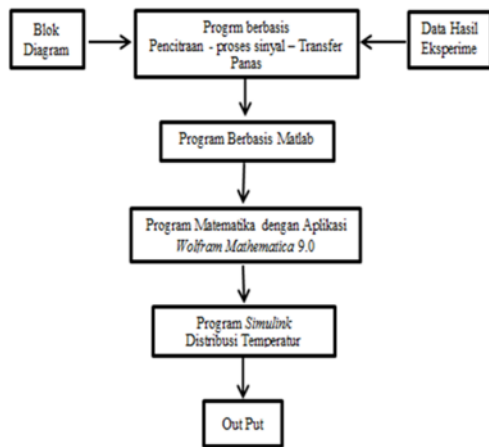 Blok
Diagram
Progrm berbasis
Pencitraan - proses sinyal – Transfer
Panas
Data Hasil
Eksperime
Program Berbasis Matlab
Program Matematika dengan Aplikasi
Wolfram Mathematica 9.0
Program Simulink
Distribusi Temperatur
Out Put